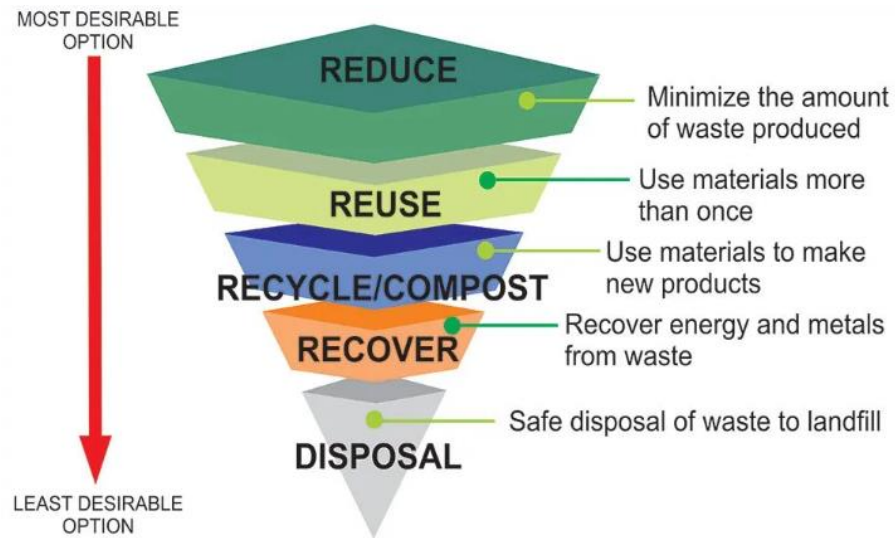 MOST DESIRABLE
OPTION
REDUCE
Minimize the amount
of waste produced
REUSE
Use materials more
than once
RECYCLE/COMPOST
Use materials to make
new products
RECOVER
Recover energy and metals
from waste
DISPOSAL
Safe disposal of waste to landfill
LEAST DESIRABLE
OPTION